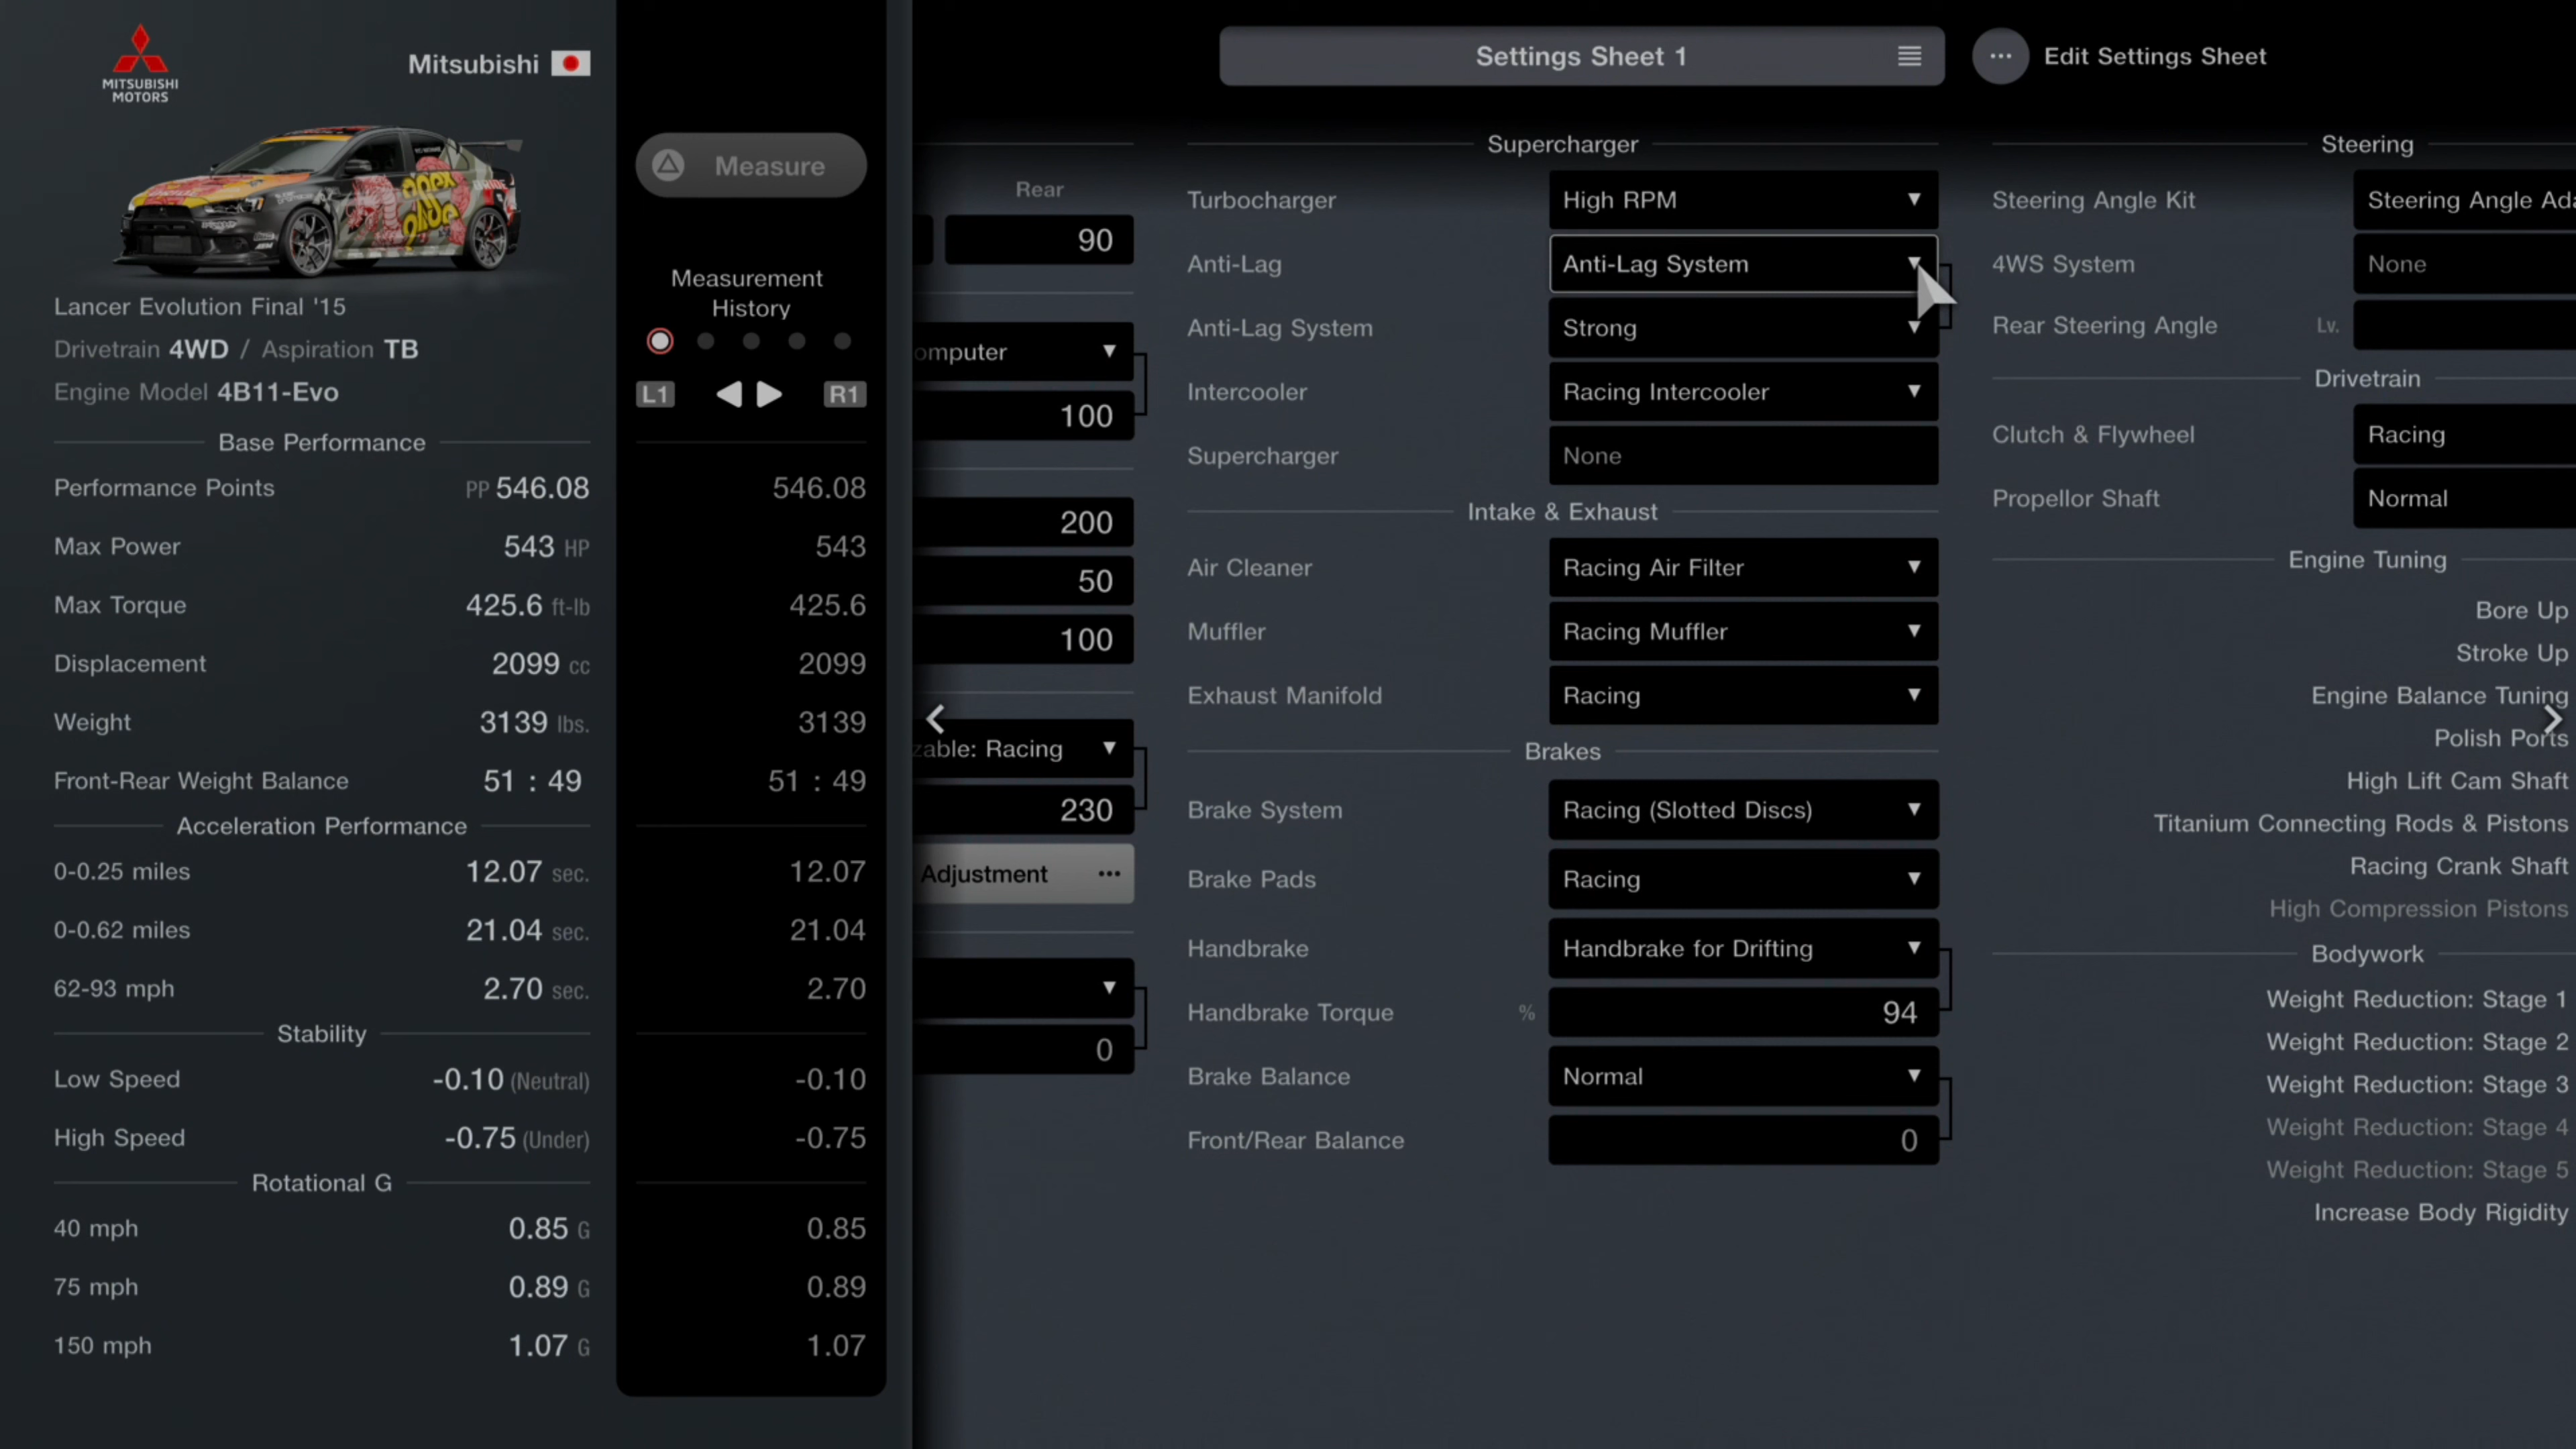 MITSUBISHI
MOTORS
Mitsubishi
Lancer Evolution Final '15
Drivetrain 4WD / Aspiration TB
Engine Model 4B11-Evo
Base Performance
Performance Points PP 546.08
Max Power 543 HP
Max Torque 425.6 ft-lb
Displacement 2099 cc
Weight 3139 lbs.
Front-Rear Weight Balance 51 : 49
Acceleration Performance
0-0.25 miles 12.07 sec.
0-0.62 miles 21.04 sec.
62-93 mph 2.70 sec.
Stability
Low Speed -0.10 (Neutral)
High Speed -0.75 (Under)
Rotational G
40 mph 0.85 G
75 mph 0.89 G
150 mph 1.07 G
Measure
Measurement
History
L1 R1
546.08
543
425.6
2099
3139
51 : 49
12.07
21.04
2.70
-0.10
-0.75
0.85
0.89
1.07
Settings Sheet 1
Edit Settings Sheet
Rear
90
omputer
100
200
50
100
zable: Racing
230
Adjustment
0
Supercharger
Turbocharger High RPM
Anti-Lag Anti-Lag System
Anti-Lag System Strong
Intercooler Racing Intercooler
Supercharger None
Intake & Exhaust
Air Cleaner Racing Air Filter
Muffler Racing Muffler
Exhaust Manifold Racing
Brakes
Brake System Racing (Slotted Discs)
Brake Pads Racing
Handbrake Handbrake for Drifting
Handbrake Torque % 94
Brake Balance Normal
Front/Rear Balance 0
Steering
Steering Angle Kit Steering Angle Ada
4WS System None
Rear Steering Angle Lv.
Drivetrain
Clutch & Flywheel Racing
Propellor Shaft Normal
Engine Tuning
Bore Up
Stroke Up
Engine Balance Tuning
Polish Ports
High Lift Cam Shaft
Titanium Connecting Rods & Pistons
Racing Crank Shaft
High Compression Pistons
Bodywork
Weight Reduction: Stage 1
Weight Reduction: Stage 2
Weight Reduction: Stage 3
Weight Reduction: Stage 4
Weight Reduction: Stage 5
Increase Body Rigidity